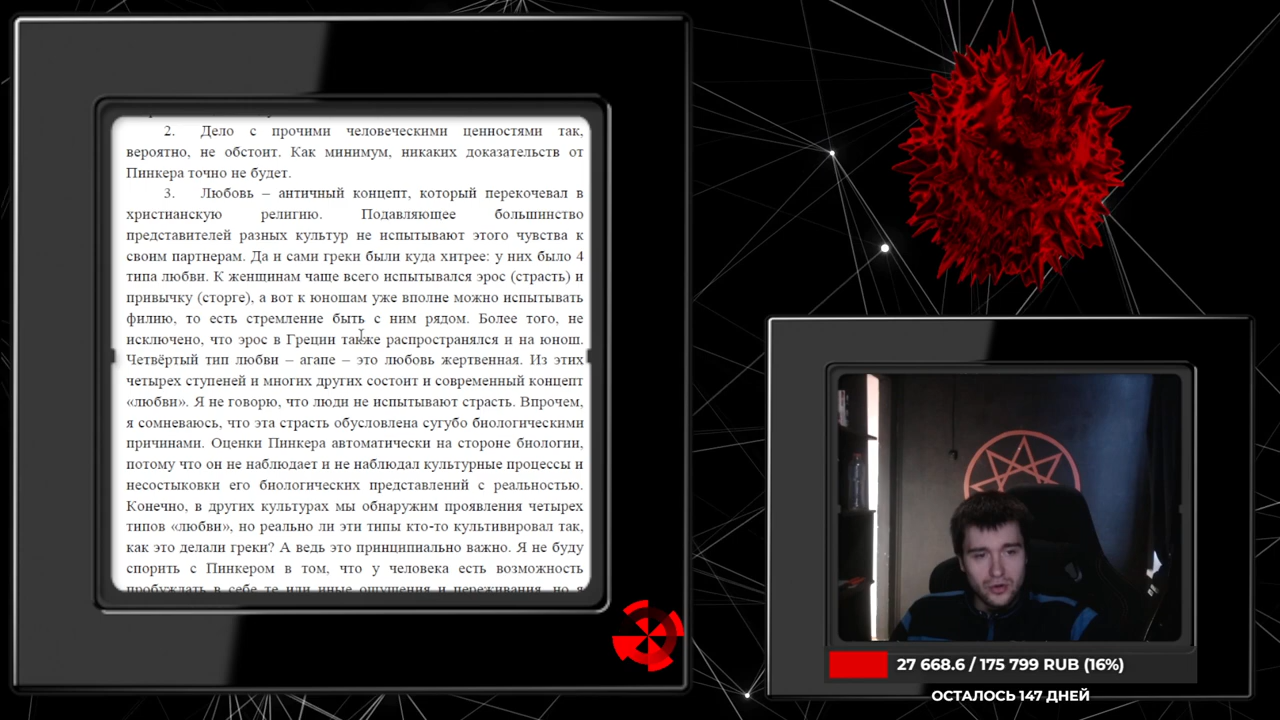 2. Дело с прочими человеческими ценностями так,
вероятно, не обстоит. Как минимум, никаких доказательств от
Пинкера точно не будет.
3. Любовь – античный концепт, который перекочевал в
христианскую религию. Подавляющее большинство
представителей разных культур не испытывают этого чувства к
своим партнерам. Да и сами греки были куда хитрее: у них было 4
типа любви. К женщинам чаще всего испытывался эрос (страсть) и
привычку (сторге), а вот к юношам уже вполне можно испытывать
филию, то есть стремление быть с ним рядом. Более того, не
исключено, что эрос в Греции также распространялся и на юнош.
Четвёртый тип любви – агапе – это любовь жертвенная. Из этих
четырех ступеней и многих других состоит и современный концепт
«любви». Я не говорю, что люди не испытывают страсть. Впрочем,
я сомневаюсь, что эта страсть обусловлена сугубо биологическими
причинами. Оценки Пинкера автоматически на стороне биологии,
потому что он не наблюдает и не наблюдал культурные процессы и
несостыковки его биологических представлений с реальностью.
Конечно, в других культурах мы обнаружим проявления четырех
типов «любви», но реально ли эти типы кто-то культивировал так,
как это делали греки? А ведь это принципиально важно. Я не буду
спорить с Пинкером в том, что у человека есть возможность
пробуждать в себе те или иные ощущения и переживания, но я
27 668.6 / 175 799 RUB (16%)
ОСТАЛОСЬ 147 ДНЕЙ